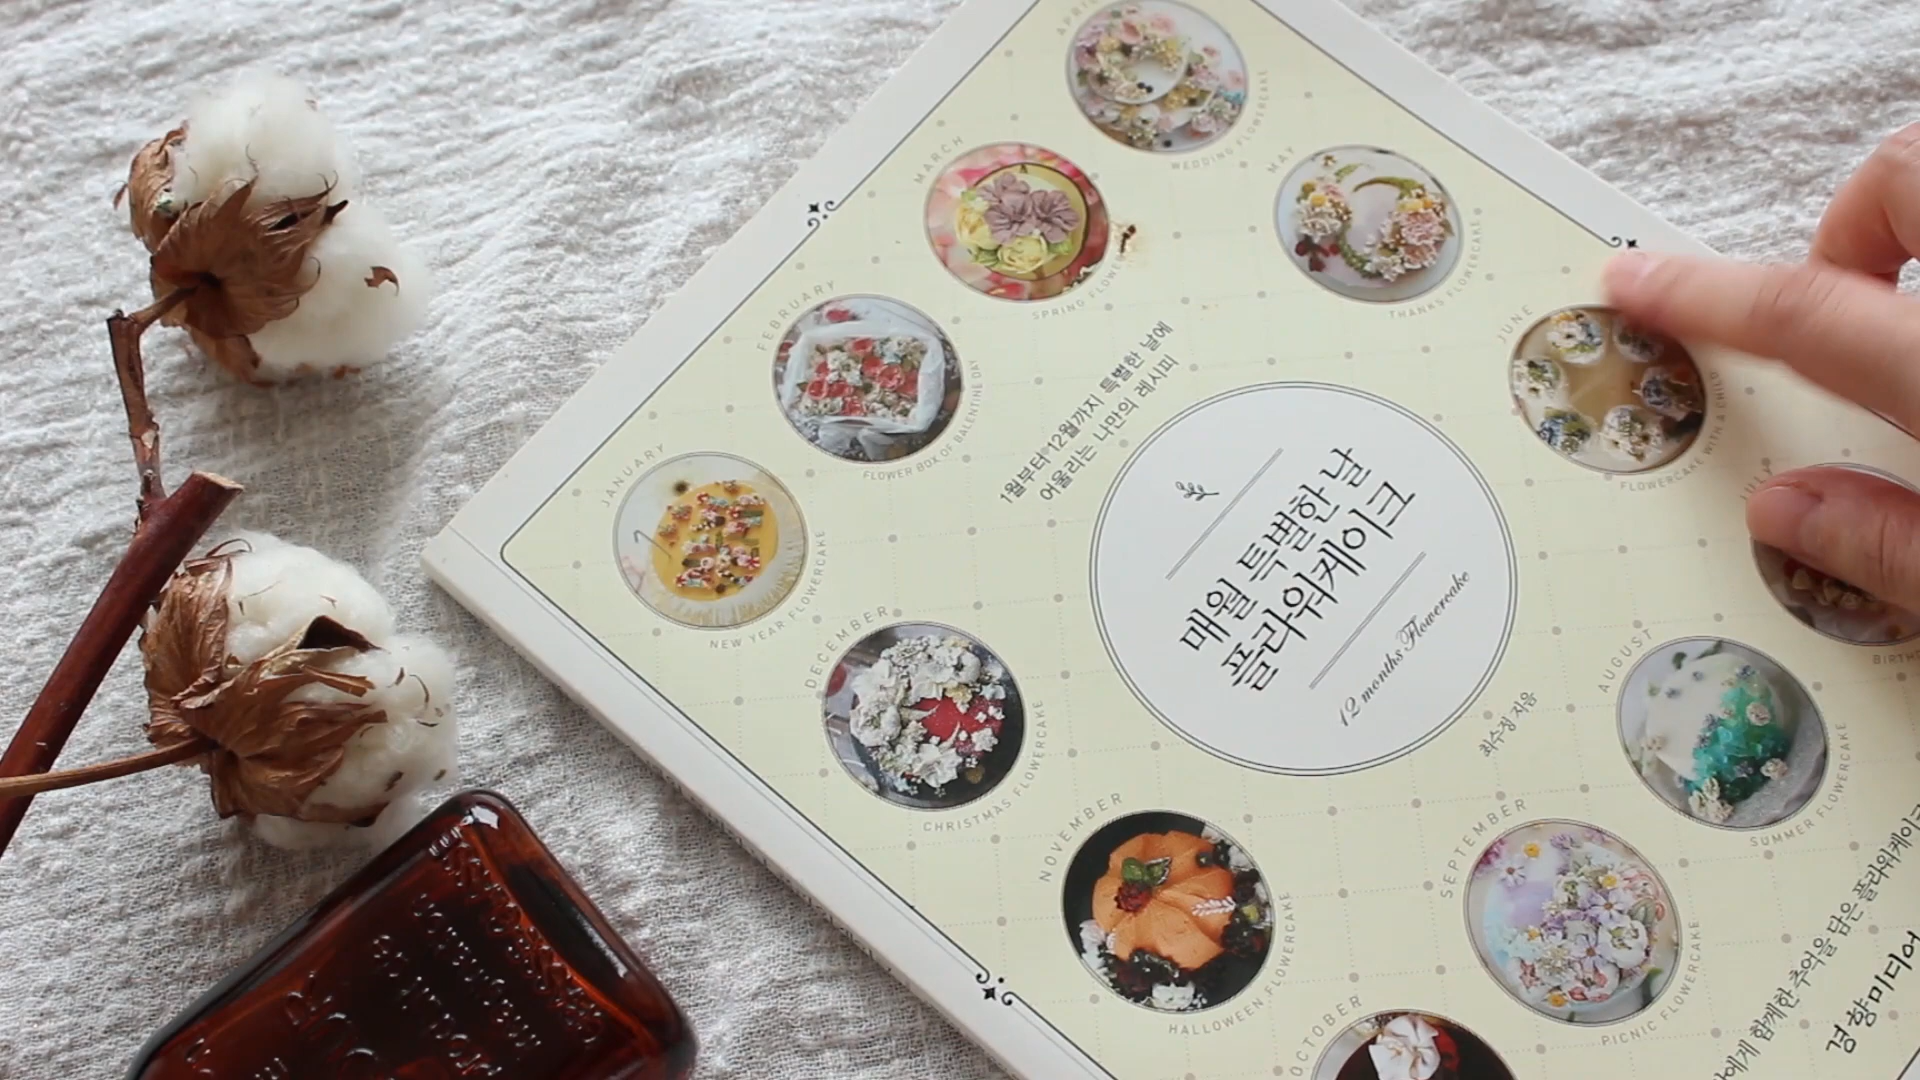 APRIL
WEDDING FLOWERCAKE
MARCH
SPRING FLOWER
MAY
THANKS FLOWERCAKE
FEBRUARY
FLOWER BOX OF BALENTINE DAY
JUNE
FLOWERCAKE WITH A CHILD
JANUARY
NEW YEAR FLOWERCAKE
JULY
BIRTH
1월부터 12월까지 특별한 날에
어울리는 나만의 레시피
매월 특별한 날
플라워케이크
12 months Flowercake
최수정 지음
DECEMBER
CHRISTMAS FLOWERCAKE
AUGUST
SUMMER FLOWERCAKE
NOVEMBER
HALLOWEEN FLOWERCAKE
SEPTEMBER
PICNIC FLOWERCAKE
OCTOBER
함께한 추억을 담은 플라워케이크
경향미디어